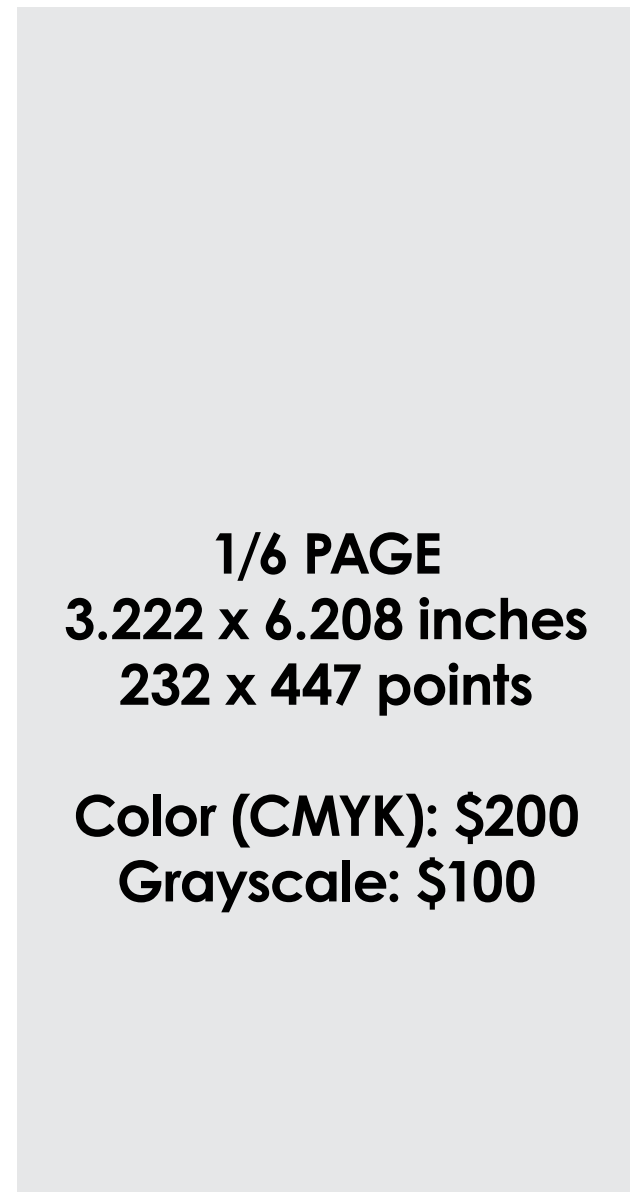 1/6 PAGE
3.222 x 6.208 inches
232 x 447 points
Color (CMYK): $200
Grayscale: $100